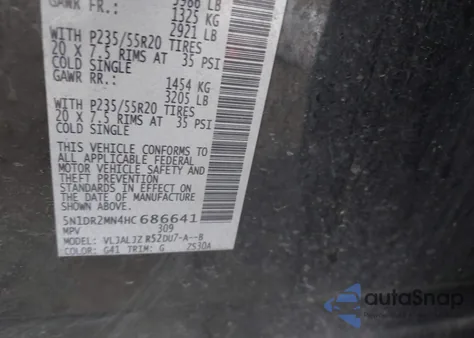 GAWR FR.:
1325 KG
2921 LB
WITH P235/55R20 TIRES
20 X 7.5 RIMS AT 35 PSI
COLD SINGLE
GAWR RR.:
1454 KG
3205 LB
WITH P235/55R20 TIRES
20 X 7.5 RIMS AT 35 PSI
COLD SINGLE
THIS VEHICLE CONFORMS TO
ALL APPLICABLE FEDERAL
MOTOR VEHICLE SAFETY AND
THEFT PREVENTION STANDARDS
IN EFFECT ON THE DATE OF
MANUFACTURE SHOWN ABOVE.
5N1DR2MN4HC686641
MPV 309
MODEL: VLJALJZ R52DU7-A--B
COLOR: G41 TRIM: G ZS30A
autoSnap